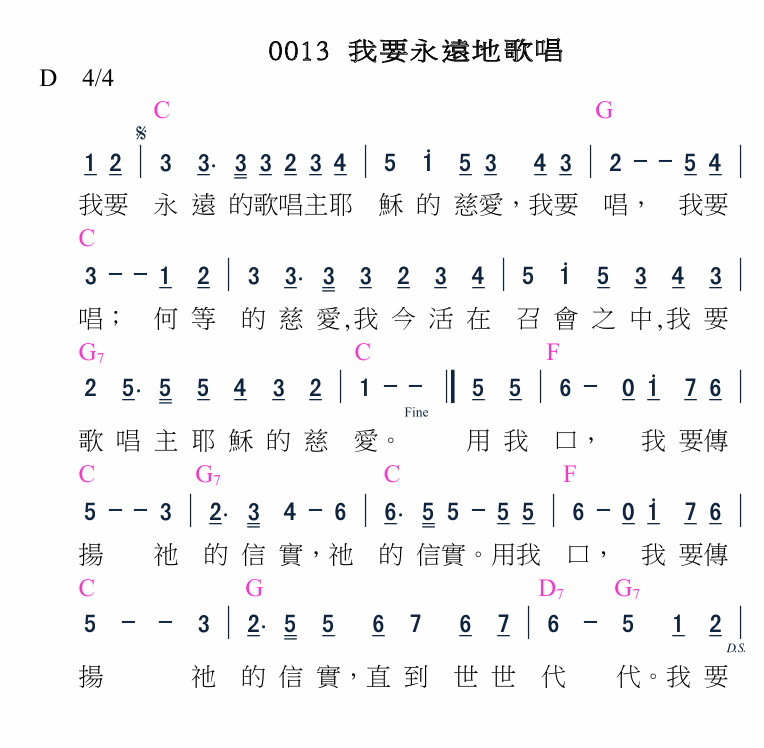 0013 我要永遠地歌唱
D 4/4
C G
1 2 | 3 3. 3 3 2 3 4 | 5 i 5 3 4 3 | 2 - - 5 4 |
我要 永 遠 的歌唱主耶 穌 的 慈愛,我要 唱, 我要
C
3 - - 1 2 | 3 3. 3 3 2 3 4 | 5 i 5 3 4 3 |
唱; 何 等 的 慈 愛,我 今 活 在 召 會 之 中,我 要
G7 C F
2 5. 5 5 4 3 2 | 1 - - || 5 5 | 6 - 0 i 7 6 |
Fine
歌 唱 主 耶 穌 的 慈 愛。 用 我 口, 我 要傳
C G7 C F
5 - - 3 | 2. 3 4 - 6 | 6. 5 5 - 5 5 | 6 - 0 i 7 6 |
揚 祂 的 信 實,祂 的 信實。用我 口, 我 要傳
C G D7 G7
5 - - 3 | 2. 5 5 6 7 6 7 | 6 - 5 1 2 |
D.S.
揚 祂 的 信 實,直 到 世 世 代 代。我 要